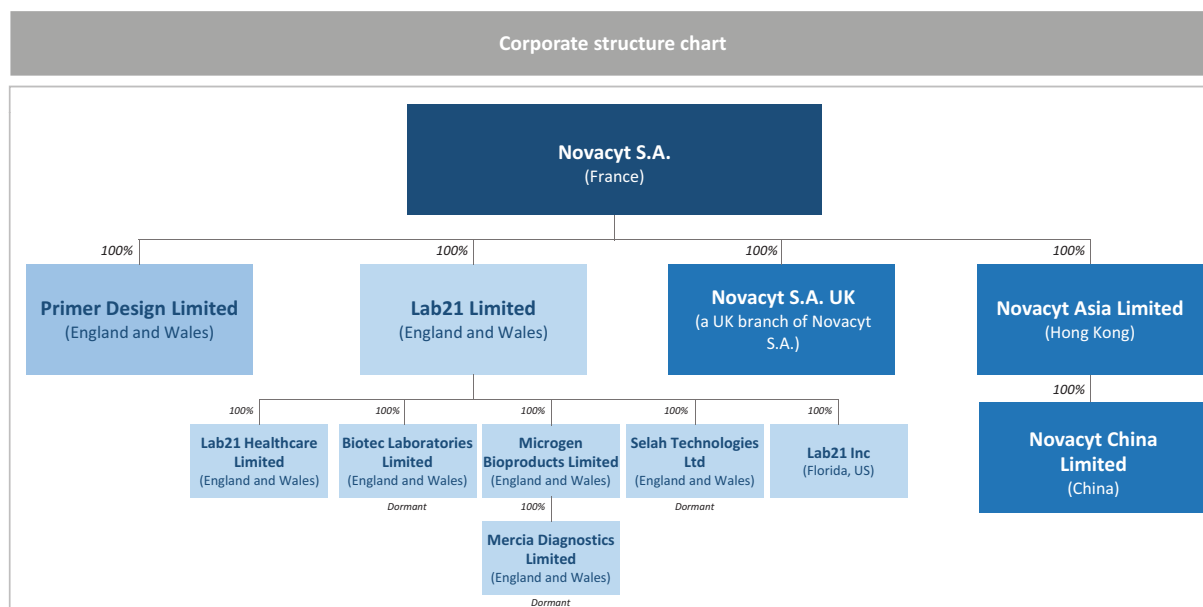 Corporate structure chart
Novacyt S.A.
(France)
100%
100%
100%
100%
Primer Design Limited
(England and Wales)
Lab21 Limited
(England and Wales)
Novacyt S.A. UK
(a UK branch of Novacyt
S.A.)
Novacyt Asia Limited
(Hong Kong)
100%
100%
100%
100%
100%
100%
Lab21 Healthcare
Limited
(England and Wales)
Biotec Laboratories
Limited
(England and Wales)
Dormant
Microgen
Bioproducts Limited
(England and Wales)
Selah Technologies
Ltd
(England and Wales)
Dormant
Lab21 Inc
(Florida, US)
Novacyt China
Limited
(China)
100%
Mercia Diagnostics
Limited
(England and Wales)
Dormant